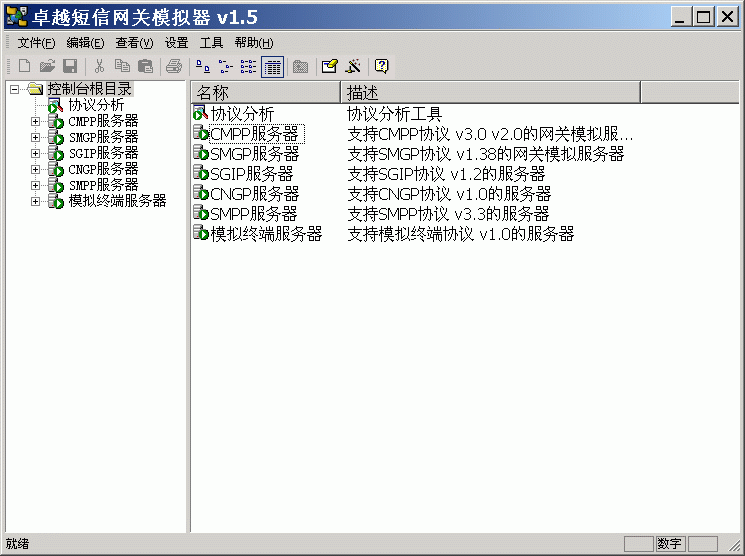 卓越短信网关模拟器 v1.5
文件(F) 编辑(E) 查看(V) 设置 工具 帮助(H)
控制台根目录
协议分析
CMPP服务器
SMGP服务器
SGIP服务器
CNGP服务器
SMPP服务器
模拟终端服务器
名称 描述
协议分析 协议分析工具
CMPP服务器 支持CMPP协议 v3.0 v2.0的网关模拟服...
SMGP服务器 支持SMGP协议 v1.38的网关模拟服务器
SGIP服务器 支持SGIP协议 v1.2的服务器
CNGP服务器 支持CNGP协议 v1.0的服务器
SMPP服务器 支持SMPP协议 v3.3的服务器
模拟终端服务器 支持模拟终端协议 v1.0的服务器
就绪 数字